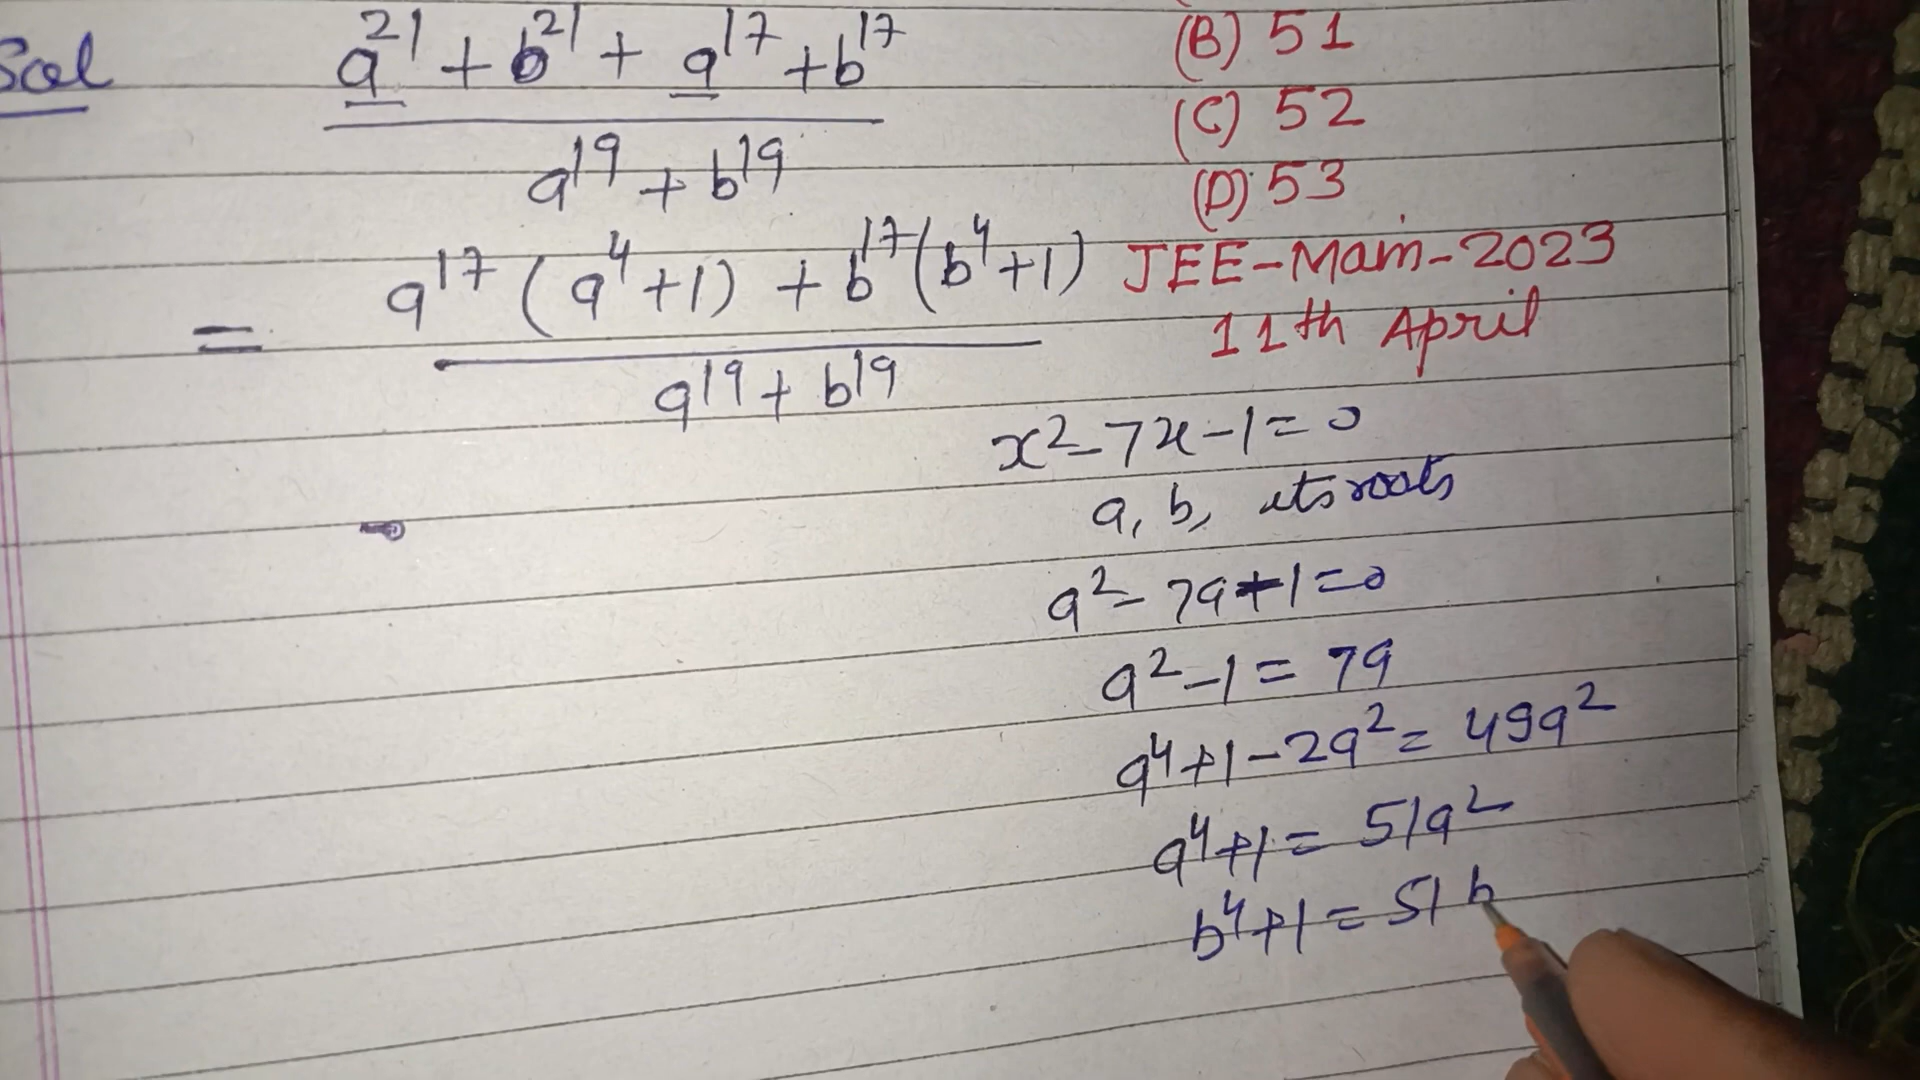 Sol
a²¹ + b²¹ + a¹⁷ + b¹⁷
a¹⁹ + b¹⁹
= a¹⁷ (a⁴+1) + b¹⁷ (b⁴+1)
a¹⁹ + b¹⁹
(B) 51
(C) 52
(D) 53
JEE-Main-2023
11th April
x²-7x-1=0
a, b, its roots
a²-7a-1=0
a²-1=7a
a⁴+1-2a²=49a²
a⁴+1=51a²
b⁴+1=51b